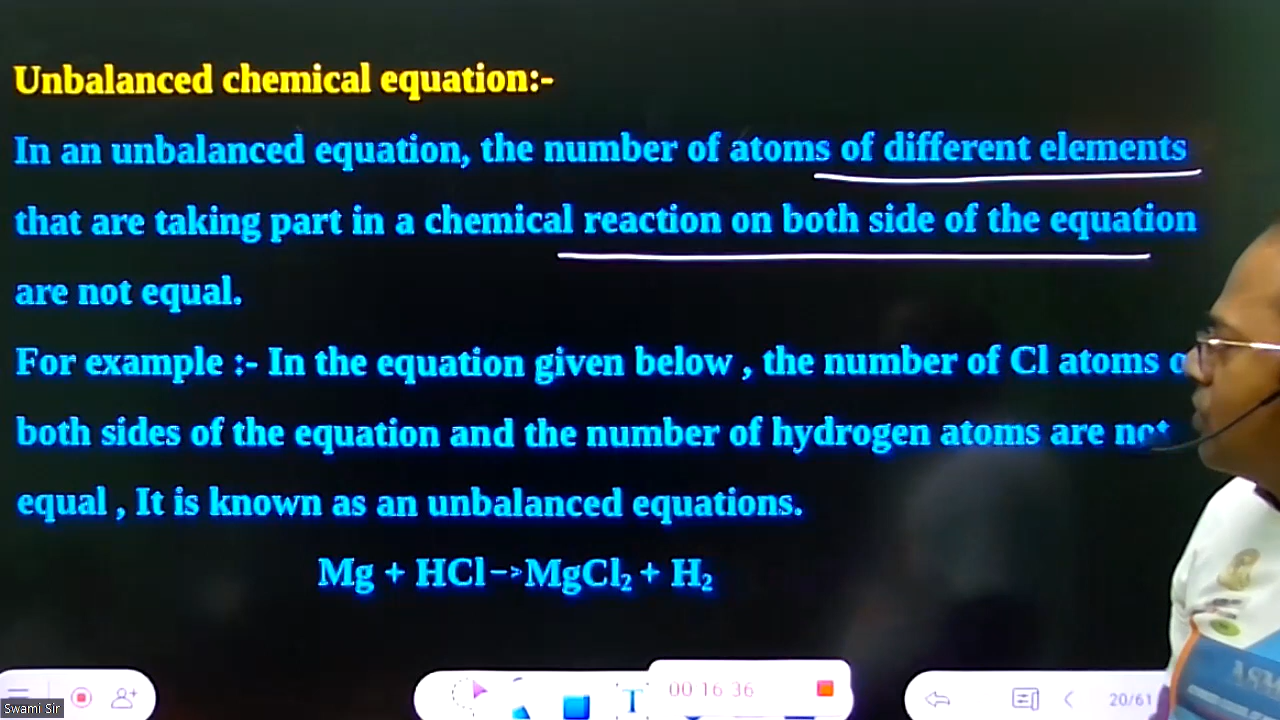 Unbalanced chemical equation:-
In an unbalanced equation, the number of atoms of different elements
that are taking part in a chemical reaction on both side of the equation
are not equal.
For example :- In the equation given below , the number of Cl atoms
both sides of the equation and the number of hydrogen atoms are not
equal , It is known as an unbalanced equations.
Mg + HCl -> MgCl₂ + H₂
T
00 16 36
20/61
Swami Sir